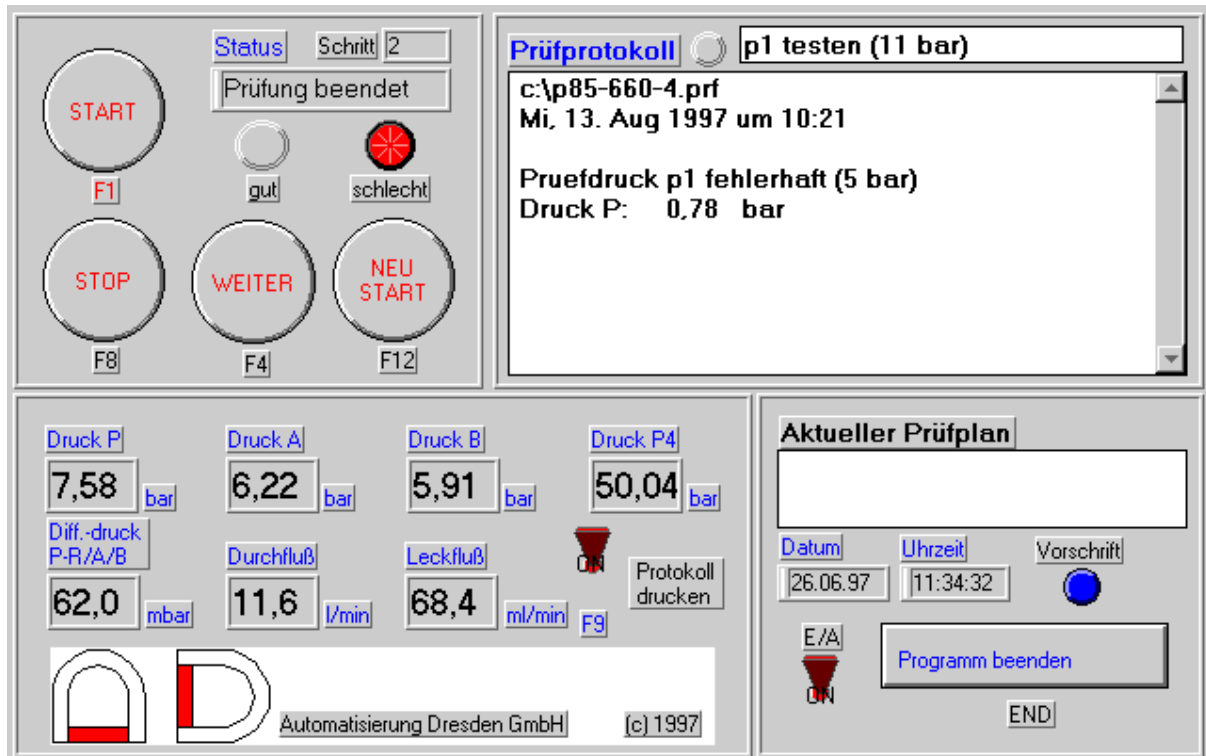 Status Schritt 2
Prüfung beendet
START
F1
gut schlecht
STOP WEITER NEU
START
F8 F4 F12
Prüfprotokoll p1 testen (11 bar)
c:\p85-660-4.prf
Mi, 13. Aug 1997 um 10:21
Pruefdruck p1 fehlerhaft (5 bar)
Druck P: 0,78 bar
Druck P Druck A Druck B Druck P4
7,58 bar 6,22 bar 5,91 bar 50,04 bar
Diff.-druck
P-R/A/B Durchfluß Leckfluß
62,0 mbar 11,6 l/min 68,4 ml/min
ON
F9
Protokoll
drucken
Automatisierung Dresden GmbH (c) 1997
Aktueller Prüfplan
Datum Uhrzeit Vorschrift
26.06.97 11:34:32
E/A
ON
Programm beenden
END